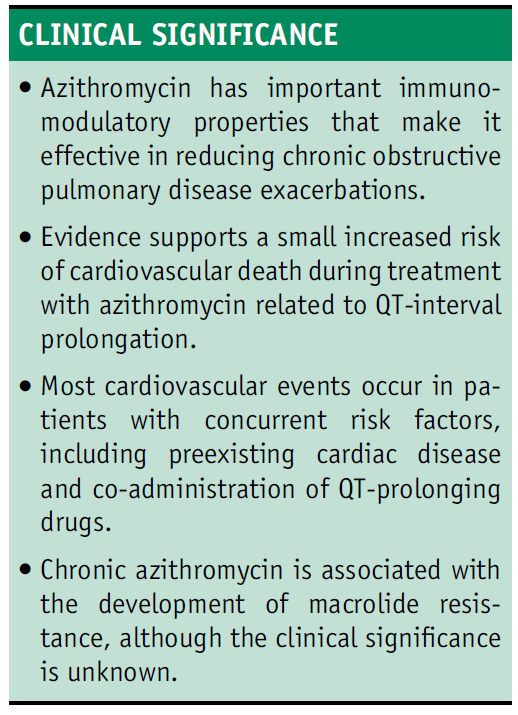 CLINICAL SIGNIFICANCE
• Azithromycin has important immuno-
modulatory properties that make it
effective in reducing chronic obstructive
pulmonary disease exacerbations.
• Evidence supports a small increased risk
of cardiovascular death during treatment
with azithromycin related to QT-interval
prolongation.
• Most cardiovascular events occur in pa-
tients with concurrent risk factors,
including preexisting cardiac disease
and co-administration of QT-prolonging
drugs.
• Chronic azithromycin is associated with
the development of macrolide resis-
tance, although the clinical significance
is unknown.